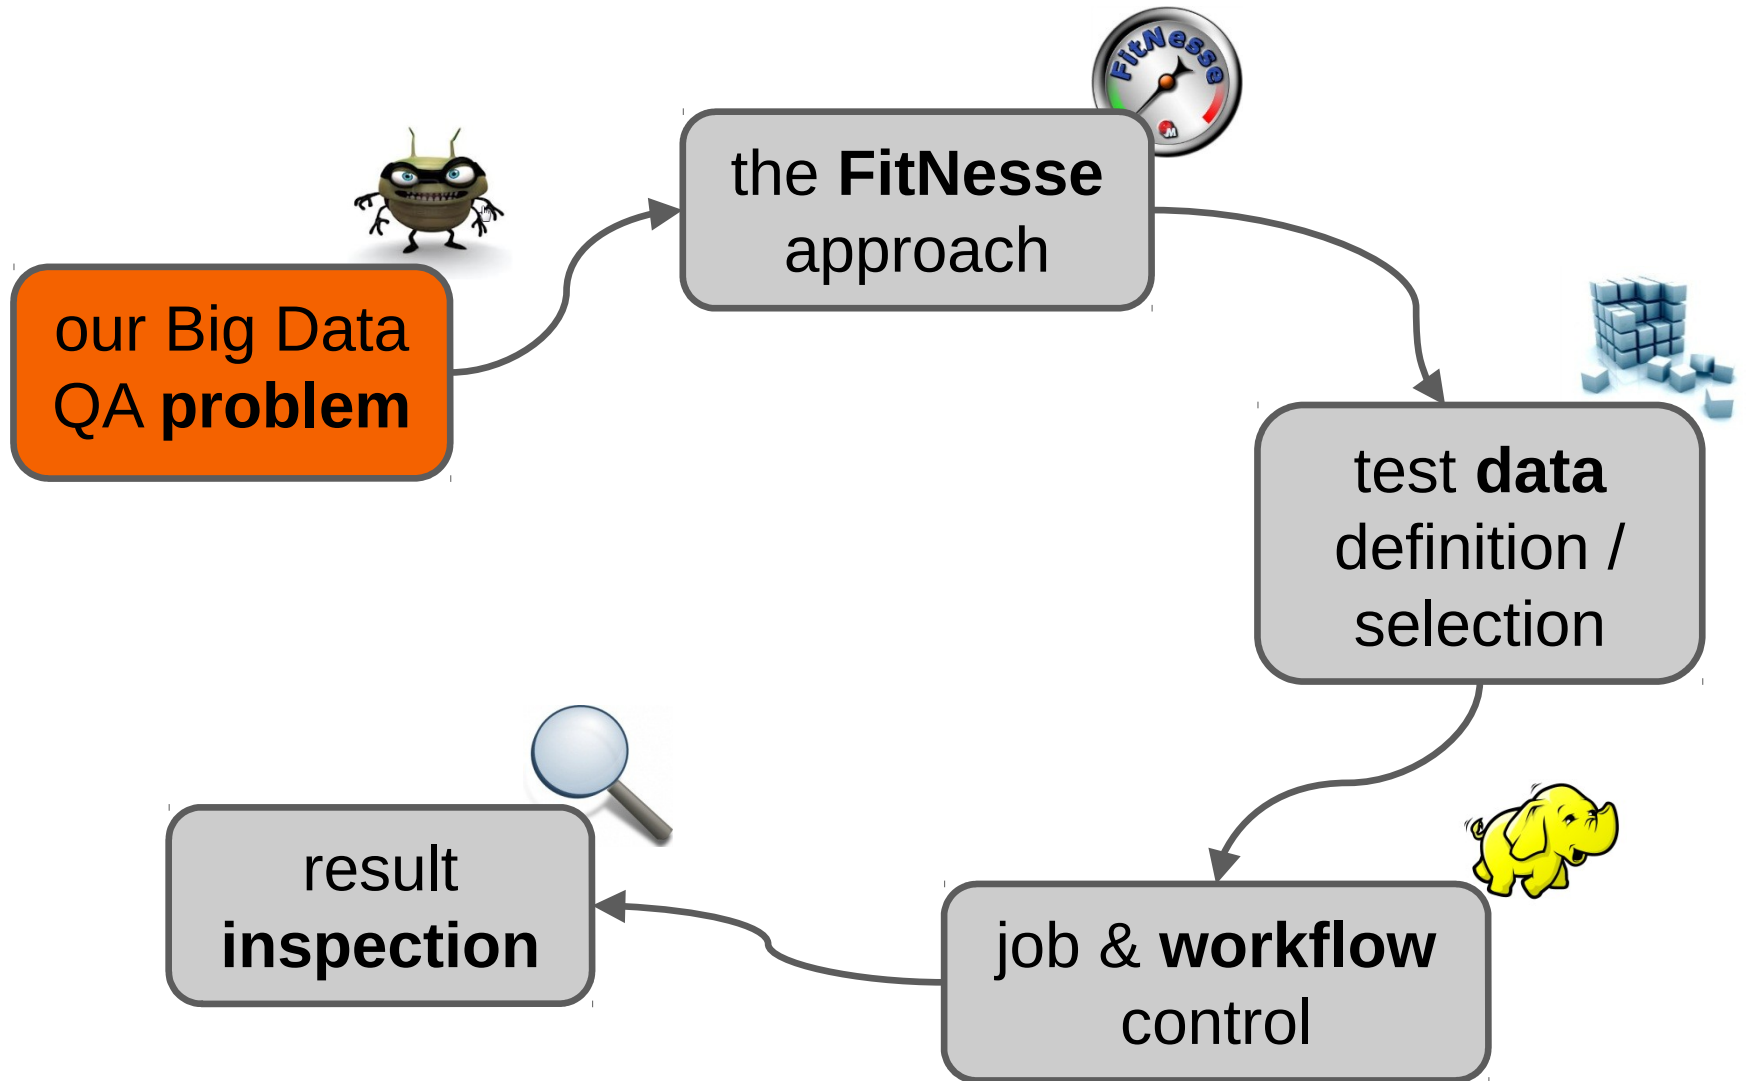 FitNesse
the FitNesse
approach
our Big Data
QA problem
test data
definition /
selection
result
inspection
job & workflow
control